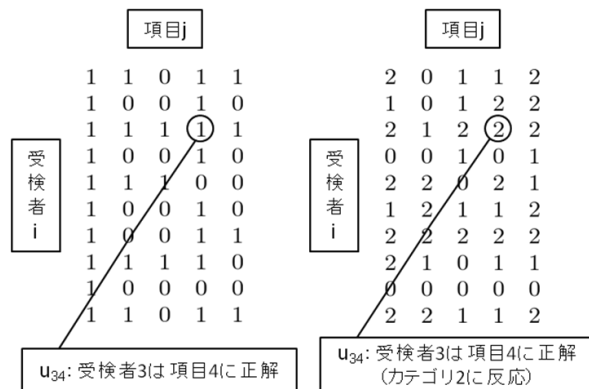 項目j
1 1 0 1 1
1 0 0 1 0
1 1 1 1 1
1 0 0 1 0
1 1 1 0 0
1 0 0 1 0
1 0 0 1 1
1 1 1 1 0
1 0 0 0 0
1 1 0 1 1
受検者i
u34: 受検者3は項目4に正解
項目j
2 0 1 1 2
1 0 1 2 2
2 1 2 2 2
0 0 1 0 1
2 2 0 2 1
1 2 1 1 2
2 2 2 2 2
2 1 0 1 1
0 0 0 0 0
2 2 1 1 2
受検者i
u34: 受検者3は項目4に正解
(カテゴリ2に反応)